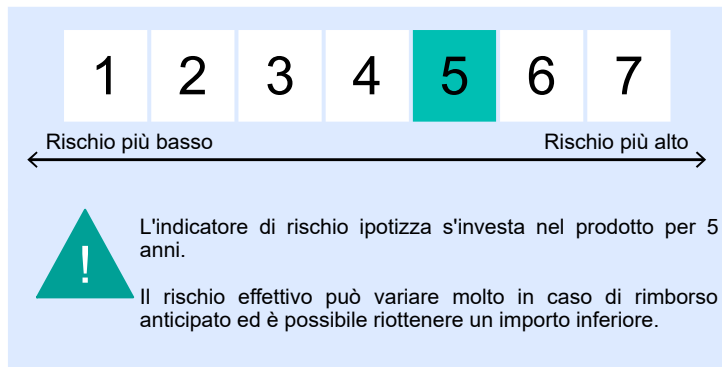 1 2 3 4 5 6 7
Rischio più basso Rischio più alto
!
L'indicatore di rischio ipotizza s'investa nel prodotto per 5
anni.
Il rischio effettivo può variare molto in caso di rimborso
anticipato ed è possibile riottenere un importo inferiore.